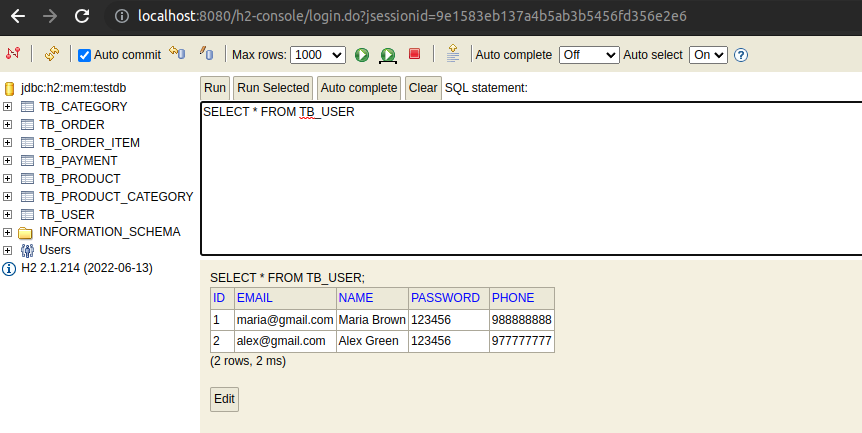 localhost:8080/h2-console/login.do?jsessionid=9e1583eb137a4b5ab3b5456fd356e2e6
Auto commit Max rows: 1000 Auto complete Off Auto select On ?
jdbc:h2:mem:testdb
TB_CATEGORY
TB_ORDER
TB_ORDER_ITEM
TB_PAYMENT
TB_PRODUCT
TB_PRODUCT_CATEGORY
TB_USER
INFORMATION_SCHEMA
Users
H2 2.1.214 (2022-06-13)
Run Run Selected Auto complete Clear SQL statement:
SELECT * FROM TB_USER
SELECT * FROM TB_USER;
ID EMAIL NAME PASSWORD PHONE
1 maria@gmail.com Maria Brown 123456 988888888
2 alex@gmail.com Alex Green 123456 977777777
(2 rows, 2 ms)
Edit